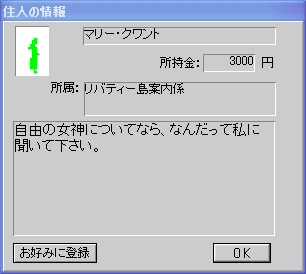 住人の情報
マリー・クワント
所持金: 3000 円
所属: リバティー島案内係
自由の女神についてなら、なんだって私に
聞いて下さい。
お好みに登録 OK